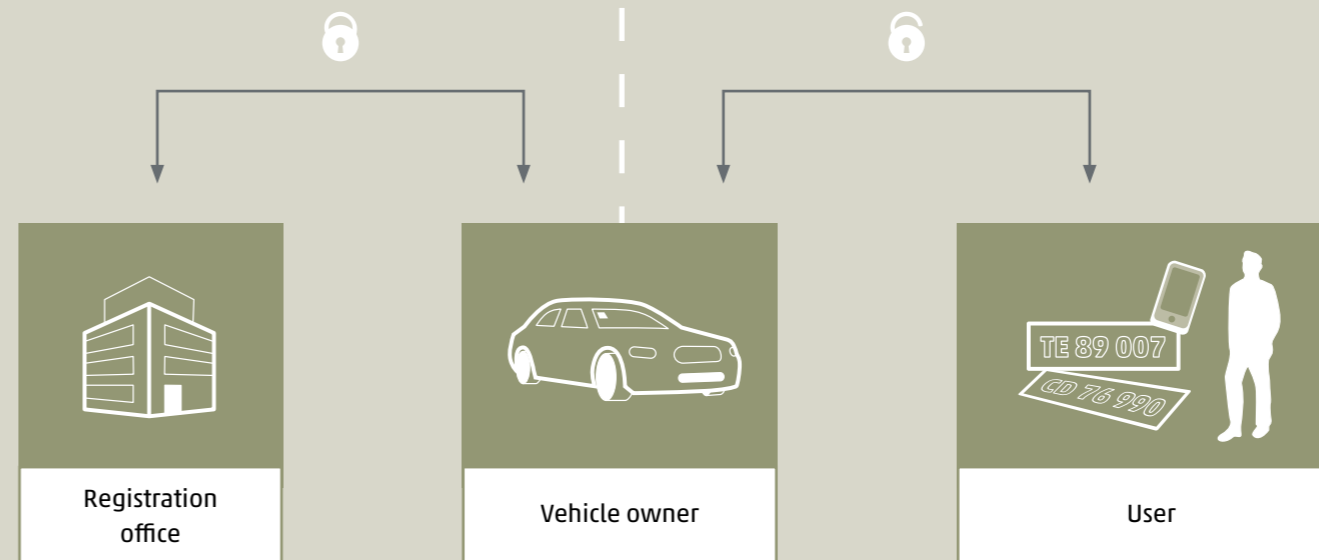 TE 89 007
CD 76 990
Registration
office
Vehicle owner
User